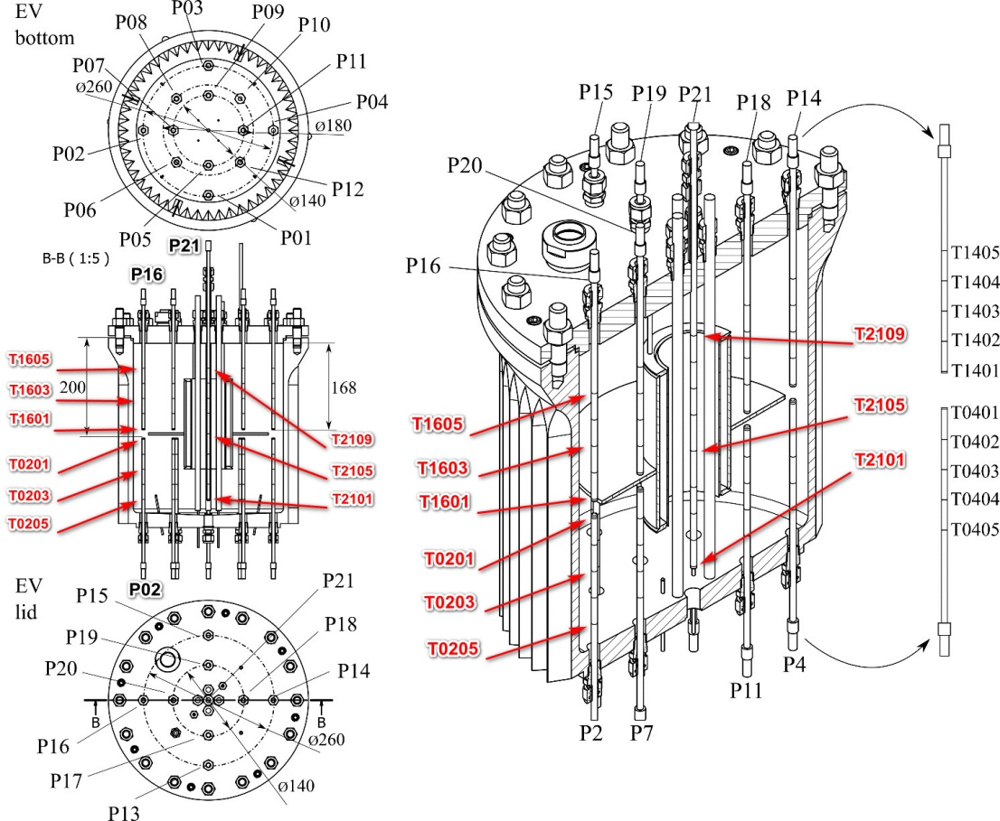 EV
bottom
P03
P08
P09
P10
P07
P11
ø260
P04
ø180
P02
P12
ø140
P06
P05
P01
B-B ( 1:5 )
P21
P16
T1605
T1603
200
168
T1601
T2109
T0201
T2105
T0203
T2101
T0205
P02
EV
lid
P15
P21
P19
P18
P20
P14
B
B
P16
ø260
P17
ø140
P13
P15
P19
P21
P18
P14
P20
P16
T1405
T1404
T1403
T1402
T1401
T0401
T0402
T0403
T0404
T0405
T2109
T1605
T2105
T1603
T2101
T1601
T0201
T0203
T0205
P2
P7
P11
P4